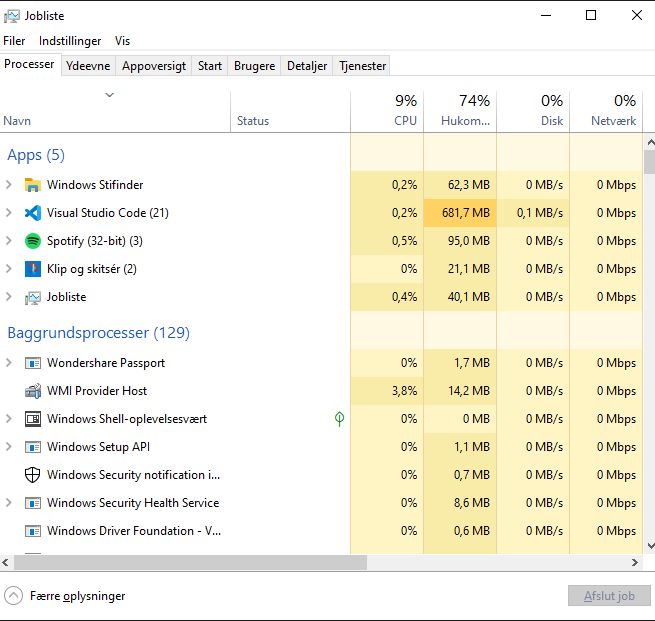 Jobliste
Filer Indstillinger Vis
Processer Ydeevne Appoversigt Start Brugere Detaljer Tjenester
9% 74% 0% 0%
Navn Status CPU Hukom... Disk Netværk
Apps (5)
Windows Stifinder 0,2% 62,3 MB 0 MB/s 0 Mbps
Visual Studio Code (21) 0,2% 681,7 MB 0,1 MB/s 0 Mbps
Spotify (32-bit) (3) 0,5% 95,0 MB 0 MB/s 0 Mbps
Klip og skitsér (2) 0% 21,1 MB 0 MB/s 0 Mbps
Jobliste 0,4% 40,1 MB 0 MB/s 0 Mbps
Baggrundsprocesser (129)
Wondershare Passport 0% 1,7 MB 0 MB/s 0 Mbps
WMI Provider Host 3,8% 14,2 MB 0 MB/s 0 Mbps
Windows Shell-oplevelsesvært 0% 0 MB 0 MB/s 0 Mbps
Windows Setup API 0% 1,1 MB 0 MB/s 0 Mbps
Windows Security notification i... 0% 0,7 MB 0 MB/s 0 Mbps
Windows Security Health Service 0% 8,6 MB 0 MB/s 0 Mbps
Windows Driver Foundation - V... 0% 0,6 MB 0 MB/s 0 Mbps
Færre oplysninger Afslut job